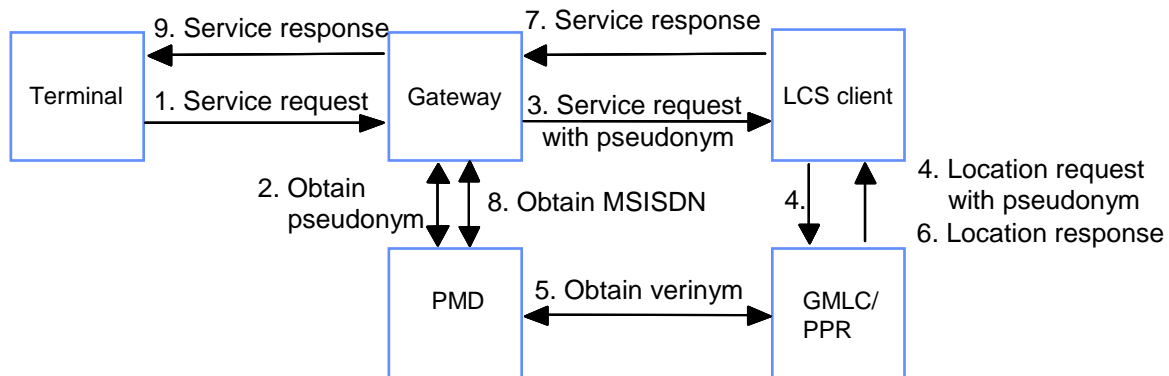 9. Service response
7. Service response
Terminal
1. Service request
Gateway
3. Service request
with pseudonym
LCS client
2. Obtain
pseudonym
8. Obtain MSISDN
4.
4. Location request
with pseudonym
6. Location response
PMD
5. Obtain verinym
GMLC/
PPR